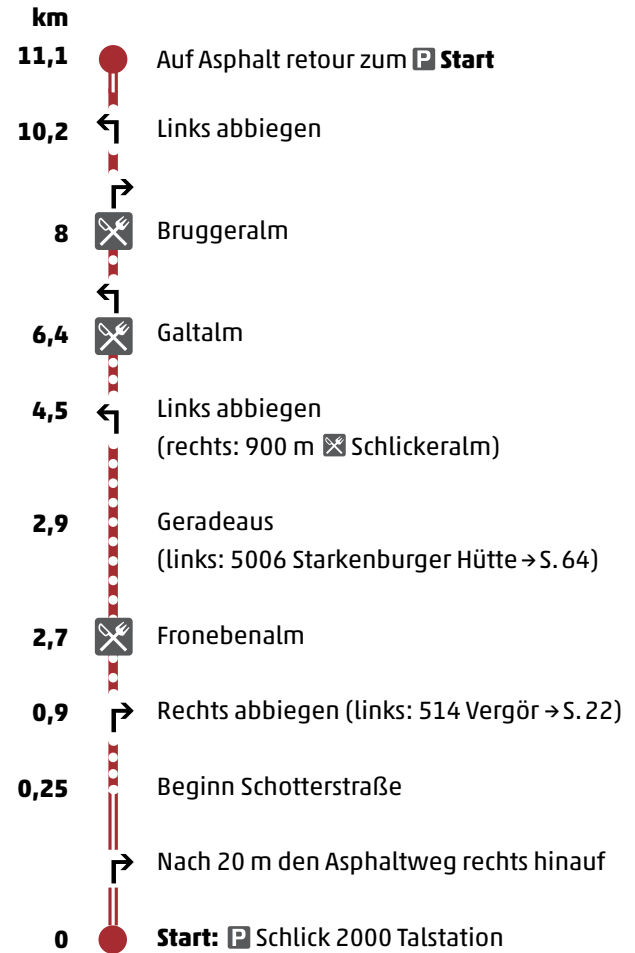 km
11,1 Auf Asphalt retour zum P Start
10,2 Links abbiegen
8 Bruggeralm
6,4 Galtalm
4,5 Links abbiegen
(rechts: 900 m Schlickeralm)
2,9 Geradeaus
(links: 5006 Starkenburger Hütte → S. 64)
2,7 Fronebenalm
0,9 Rechts abbiegen (links: 514 Vergör → S. 22)
0,25 Beginn Schotterstraße
Nach 20 m den Asphaltweg rechts hinauf
0 Start: P Schlick 2000 Talstation